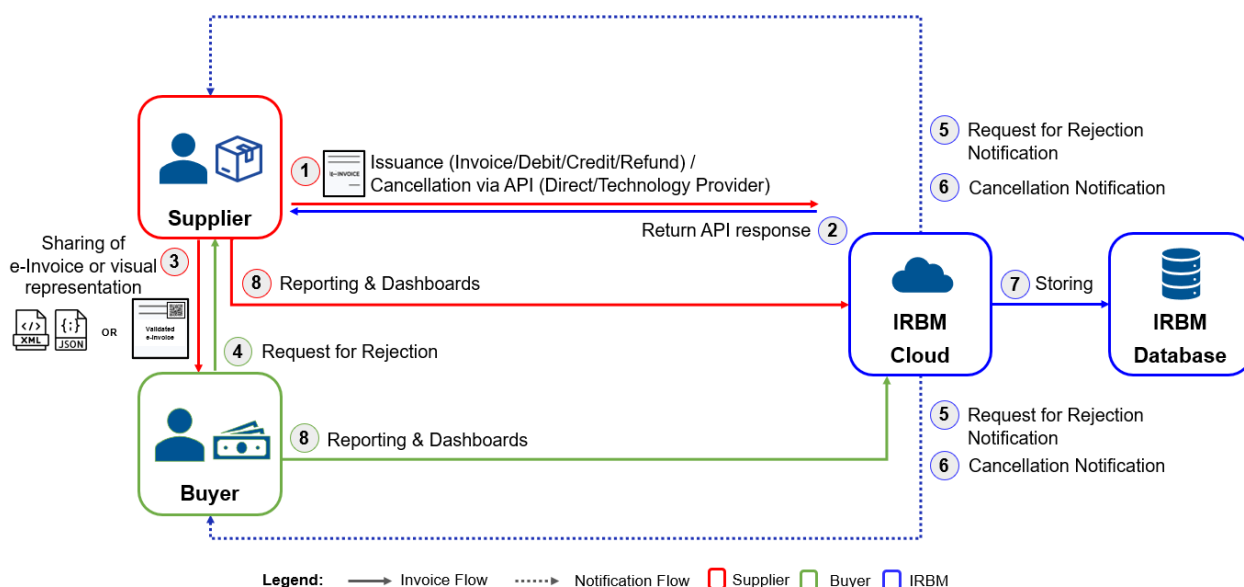 5
Request for Rejection
Notification
6
Cancellation Notification
1
e-INVOICE
Issuance (Invoice/Debit/Credit/Refund) /
Cancellation via API (Direct/Technology Provider)
Supplier
Return API response
2
Sharing of
e-Invoice or visual
representation
3
XML
{;}
JSON
OR
Validated
e-Invoice
8
Reporting & Dashboards
IRBM
Cloud
7
Storing
IRBM
Database
4
Request for Rejection
Buyer
8
Reporting & Dashboards
5
Request for Rejection
Notification
6
Cancellation Notification
Legend:
Invoice Flow
Notification Flow
Supplier
Buyer
IRBM